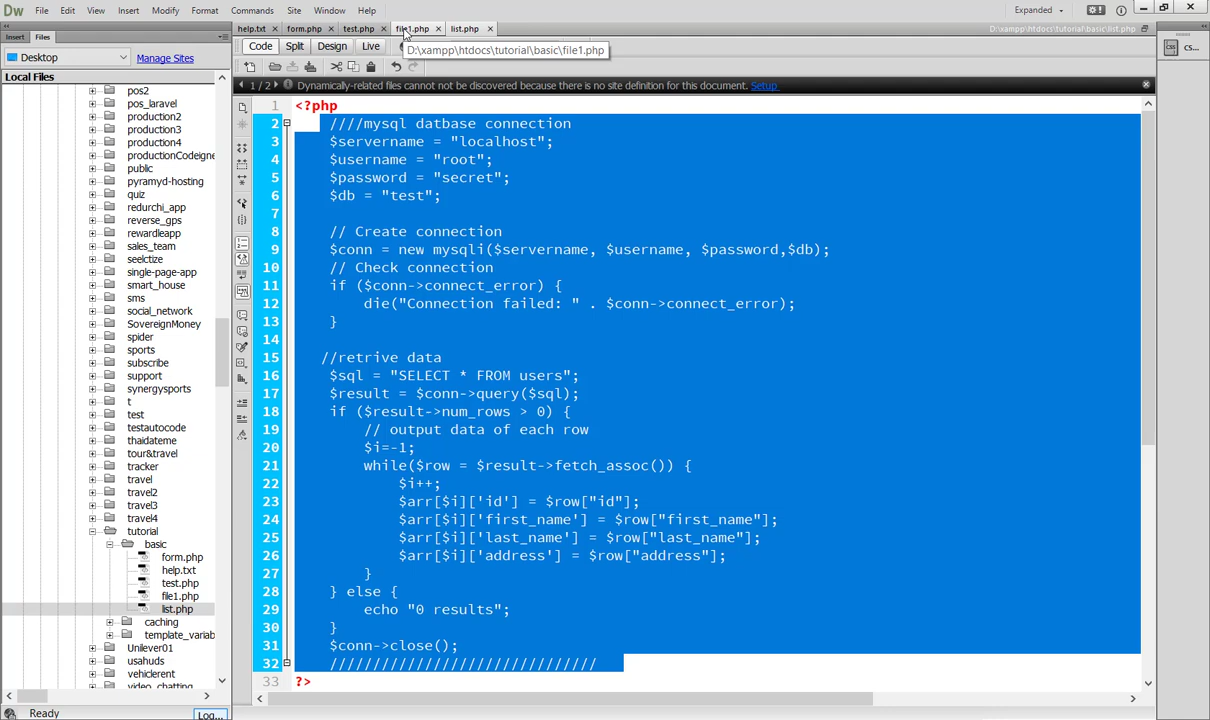 Dw File Edit View Insert Modify Format Commands Site Window Help Expanded
Insert Files help.txt × form.php × test.php × file1.php × list.php × D:\xampp\htdocs\tutorial\basic\list.php
Code Split Design Live D:\xampp\htdocs\tutorial\basic\file1.php CS...
Desktop Manage Sites
Local Files
1 / 2 Dynamically-related files cannot not be discovered because there is no site definition for this document. Setup
pos2
pos_laravel
production2
production3
production4
productionCodeigne
public
pyramyd-hosting
quiz
redurchi_app
reverse_gps
rewardleapp
sales_team
seelctize
single-page-app
smart_house
sms
social_network
SovereignMoney
spider
sports
subscribe
support
synergysports
t
test
testautocode
thaidateme
tour&travel
tracker
travel
travel2
travel3
travel4
tutorial
basic
form.php
help.txt
test.php
file1.php
list.php
caching
template_variab
Unilever01
usahuds
vehiclerent
video_chatting
1 <?php
2 ////mysql datbase connection
3 $servername = "localhost";
4 $username = "root";
5 $password = "secret";
6 $db = "test";
7
8 // Create connection
9 $conn = new mysqli($servername, $username, $password,$db);
10 // Check connection
11 if ($conn->connect_error) {
12 die("Connection failed: " . $conn->connect_error);
13 }
14
15 //retrive data
16 $sql = "SELECT * FROM users";
17 $result = $conn->query($sql);
18 if ($result->num_rows > 0) {
19 // output data of each row
20 $i=-1;
21 while($row = $result->fetch_assoc()) {
22 $i++;
23 $arr[$i]['id'] = $row["id"];
24 $arr[$i]['first_name'] = $row["first_name"];
25 $arr[$i]['last_name'] = $row["last_name"];
26 $arr[$i]['address'] = $row["address"];
27 }
28 } else {
29 echo "0 results";
30 }
31 $conn->close();
32 ///////////////////////////////
33 ?>
Ready Log...